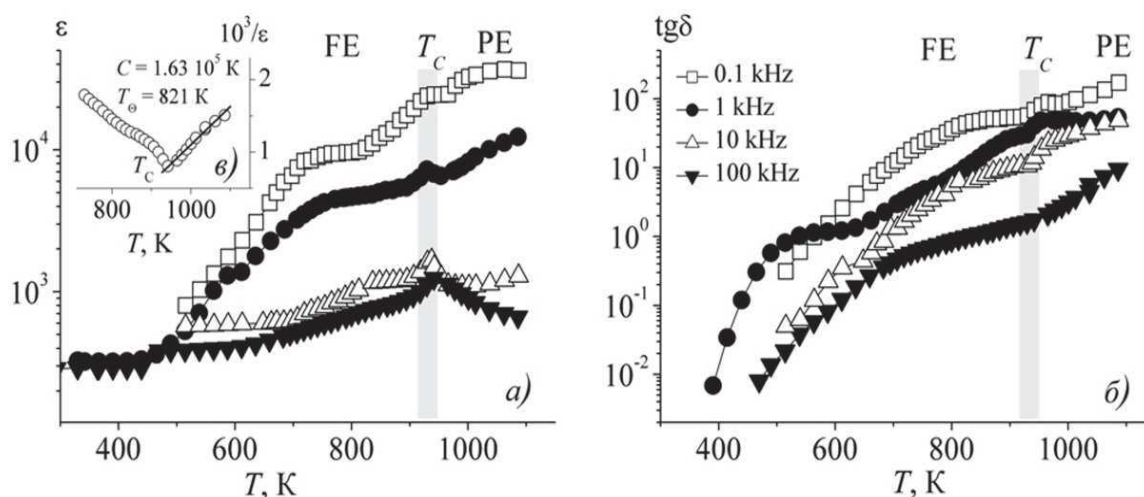 ε
FE T_C PE
10³/ε
C = 1.63 10⁵ K
T_Θ = 821 K
2
1
T_C
в)
800 1000
T, K
10⁴
10³
а)
400 600 800 1000
T, K
tgδ
FE T_C PE
0.1 kHz
1 kHz
10 kHz
100 kHz
10²
10¹
10⁰
10⁻¹
10⁻²
б)
400 600 800 1000
T, K